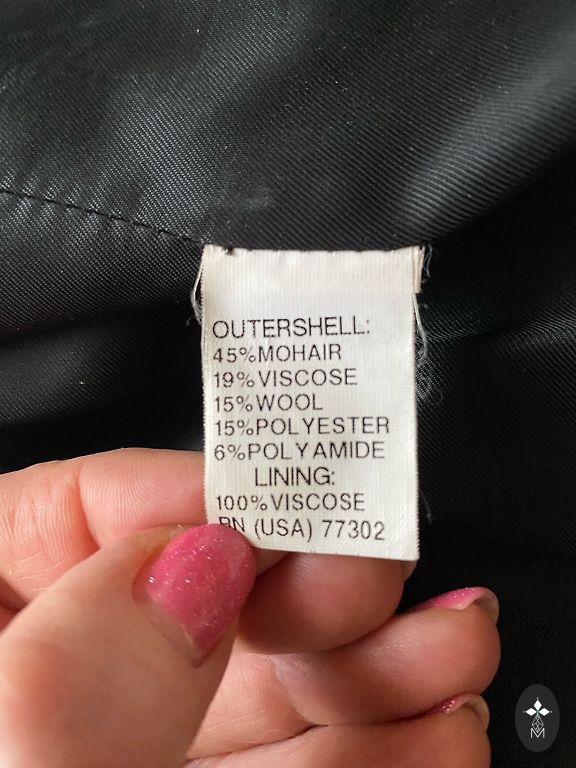 OUTERSHELL:
45%MOHAIR
19%VISCOSE
15%WOOL
15%POLYESTER
6%POLYAMIDE
LINING:
100%VISCOSE
RN (USA) 77302
M